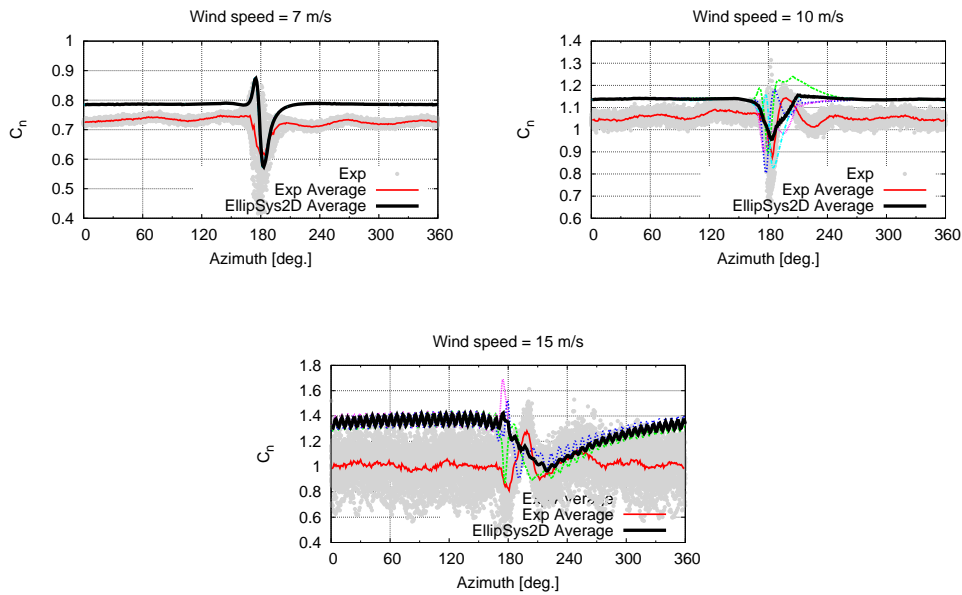 Wind speed = 7 m/s
1
0.9
0.8
0.7
0.6
0.5
0.4
Cn
0 60 120 180 240 300 360
Azimuth [deg.]
Exp
Exp Average
EllipSys2D Average
Wind speed = 10 m/s
1.4
1.3
1.2
1.1
1
0.9
0.8
0.7
0.6
Cn
0 60 120 180 240 300 360
Azimuth [deg.]
Exp
Exp Average
EllipSys2D Average
Wind speed = 15 m/s
1.8
1.6
1.4
1.2
1
0.8
0.6
0.4
Cn
0 60 120 180 240 300 360
Azimuth [deg.]
Exp Average
Exp Average
EllipSys2D Average